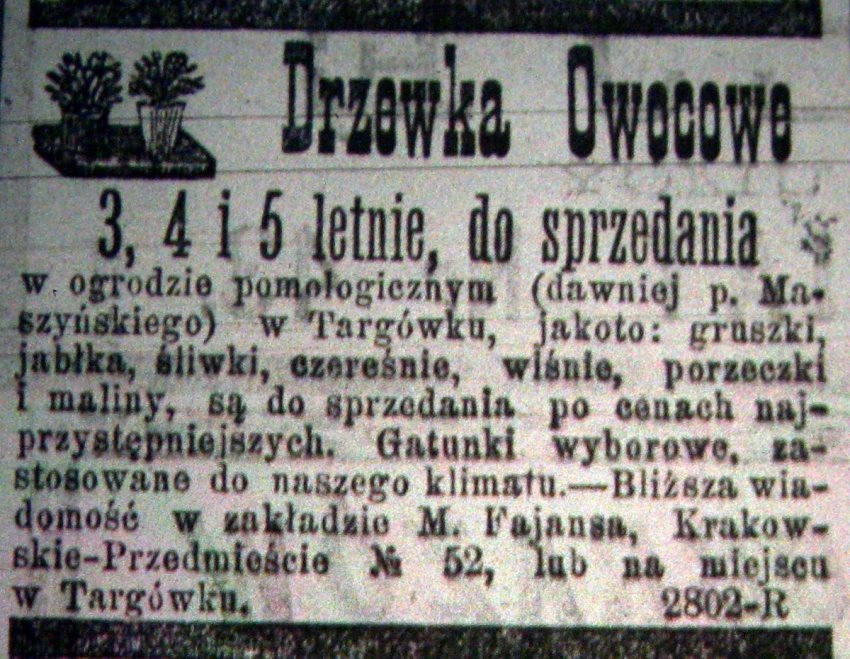 Drzewka Owocowe
3, 4 i 5 letnie, do sprzedania
w ogrodzie pomologicznym (dawniej p. Ma-
szyńskiego) w Targówku, jakoto: gruszki,
jabłka, śliwki, czereśnie, wiśnie, porzeczki
i maliny, są do sprzedania po cenach naj-
przystępniejszych. Gatunki wyborowe, za-
stosowane do naszego klimatu.—Bliższa wia-
domość w zakładzie M. Fajansa, Krakow-
skie-Przedmieście № 52, lub na miejscu
w Targówku. 2802-R